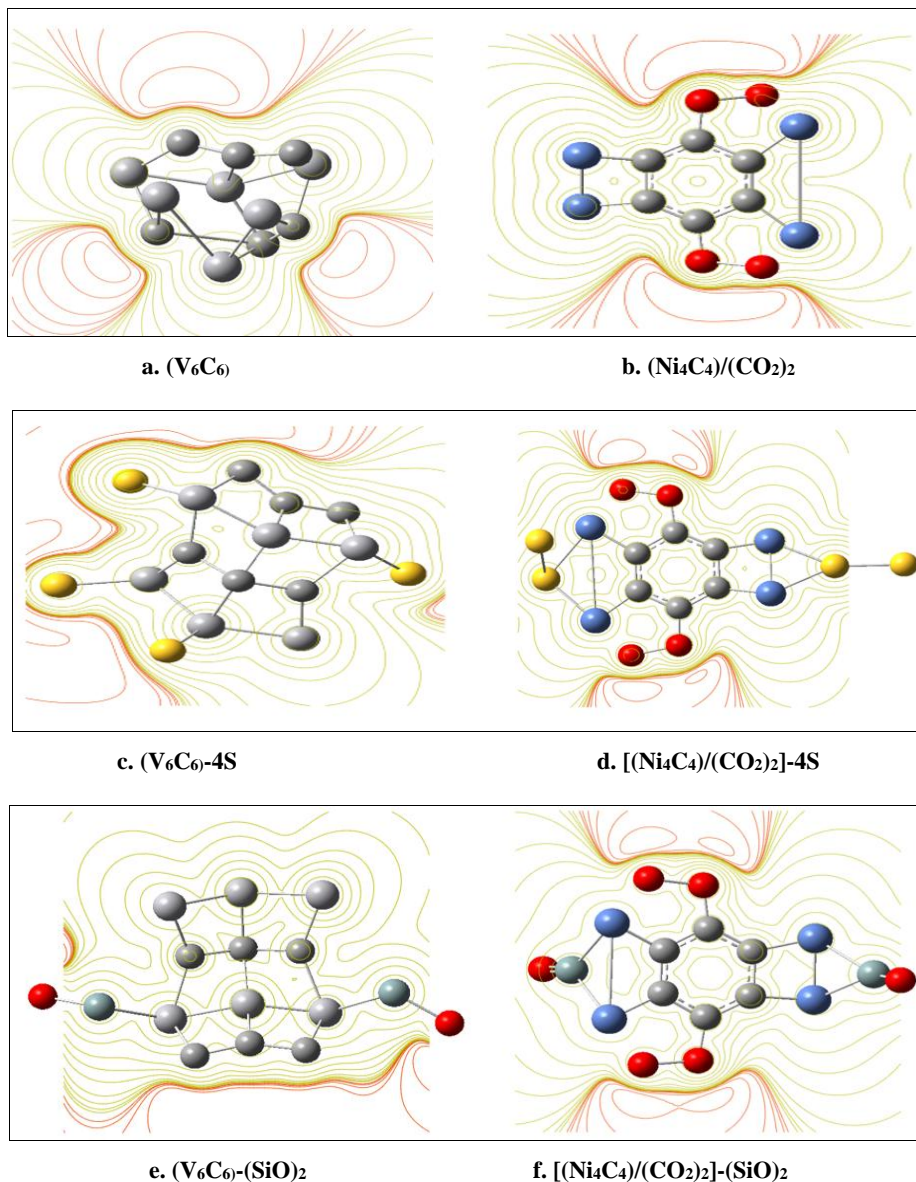 a. (V₆C₆) b. (Ni₄C₄)/(CO₂)₂
c. (V₆C₆)-4S d. [(Ni₄C₄)/(CO₂)₂]-4S
e. (V₆C₆)-(SiO)₂ f. [(Ni₄C₄)/(CO₂)₂]-(SiO)₂